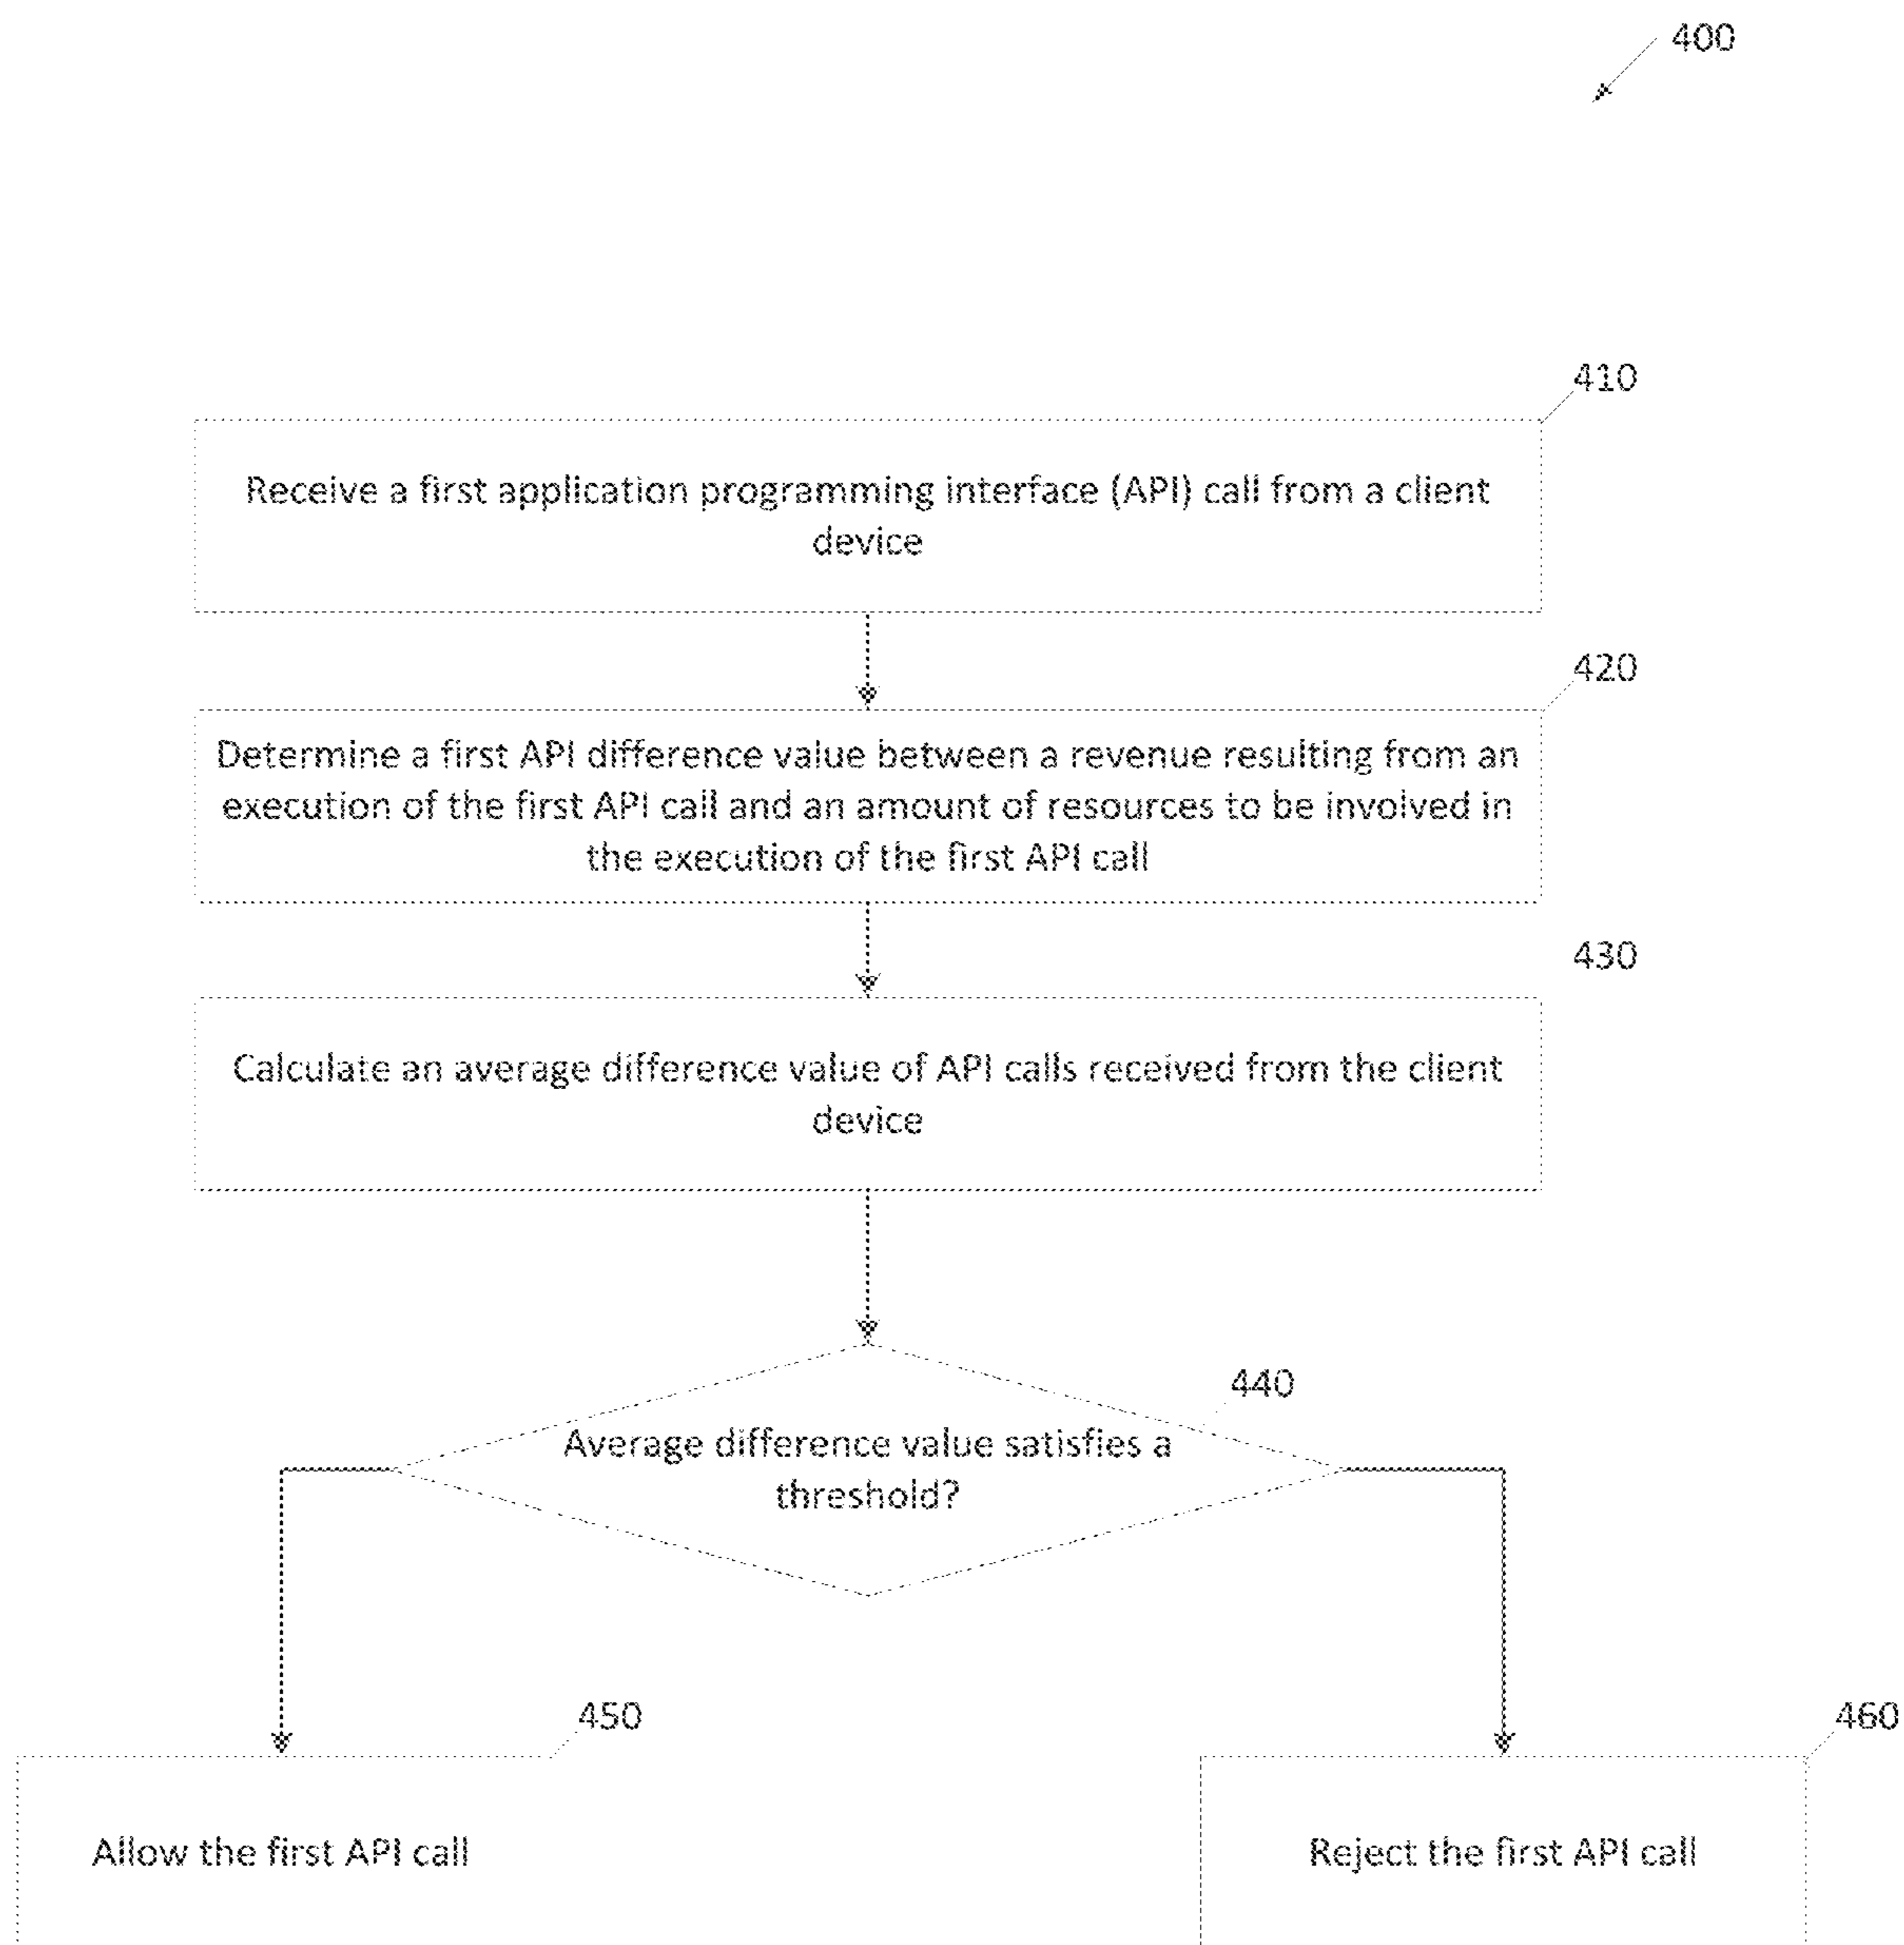 400
410
Receive a first application programming interface (API) call from a client
device
420
Determine a first API difference value between a revenue resulting from an
execution of the first API call and an amount of resources to be involved in
the execution of the first API call
430
Calculate an average difference value of API calls received from the client
device
440
Average difference value satisfies a
threshold?
450
460
Allow the first API call
Reject the first API call